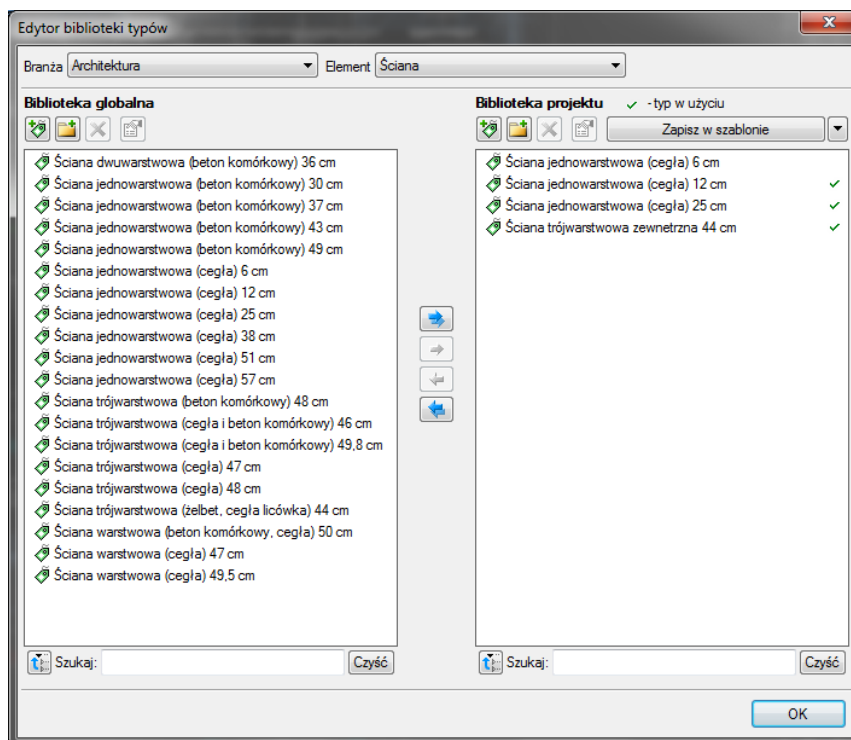 Edytor biblioteki typów
Branża Architektura Element Ściana
Biblioteka globalna
Ściana dwuwarstwowa (beton komórkowy) 36 cm
Ściana jednowarstwowa (beton komórkowy) 30 cm
Ściana jednowarstwowa (beton komórkowy) 37 cm
Ściana jednowarstwowa (beton komórkowy) 43 cm
Ściana jednowarstwowa (beton komórkowy) 49 cm
Ściana jednowarstwowa (cegła) 6 cm
Ściana jednowarstwowa (cegła) 12 cm
Ściana jednowarstwowa (cegła) 25 cm
Ściana jednowarstwowa (cegła) 38 cm
Ściana jednowarstwowa (cegła) 51 cm
Ściana jednowarstwowa (cegła) 57 cm
Ściana trójwarstwowa (beton komórkowy) 48 cm
Ściana trójwarstwowa (cegła i beton komórkowy) 46 cm
Ściana trójwarstwowa (cegła i beton komórkowy) 49,8 cm
Ściana trójwarstwowa (cegła) 47 cm
Ściana trójwarstwowa (cegła) 48 cm
Ściana trójwarstwowa (żelbet, cegła licówka) 44 cm
Ściana warstwowa (beton komórkowy, cegła) 50 cm
Ściana warstwowa (cegła) 47 cm
Ściana warstwowa (cegła) 49,5 cm
Szukaj: Czyść
Biblioteka projektu ✓ -typ w użyciu
Zapisz w szablonie
Ściana jednowarstwowa (cegła) 6 cm
Ściana jednowarstwowa (cegła) 12 cm ✓
Ściana jednowarstwowa (cegła) 25 cm ✓
Ściana trójwarstwowa zewnetrzna 44 cm ✓
Szukaj: Czyść
OK